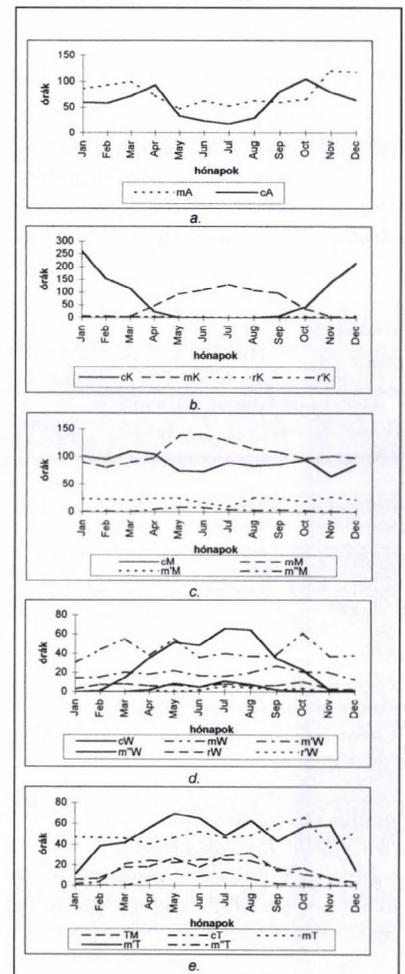 150
100
50
0
órák
Jan Feb Mar Apr May Jun Jul Aug Sep Oct Nov Dec
hónapok
mA cA
a.
300
250
200
150
100
50
0
órák
Jan Feb Mar Apr May Jun Jul Aug Sep Oct Nov Dec
hónapok
cK mK rK r'K
b.
150
100
50
0
órák
Jan Feb Mar Apr May Jun Jul Aug Sep Oct Nov Dec
hónapok
cM mM
m'M m"M
c.
80
60
40
20
0
órák
Jan Feb Mar Apr May Jun Jul Aug Sep Oct Nov Dec
hónapok
cW mW m'W
m"W rW r'W
d.
80
60
40
20
0
órák
Jan Feb Mar Apr May Jun Jul Aug Sep Oct Nov Dec
hónapok
TM cT mT
m'T m"T
e.